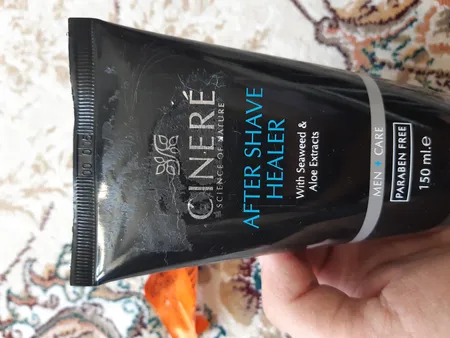 CINERÉ
SCIENCE OF NATURE
AFTER SHAVE
HEALER
With Seaweed &
Aloe Extracts
MEN + CARE
PARABEN FREE
150 ml.e